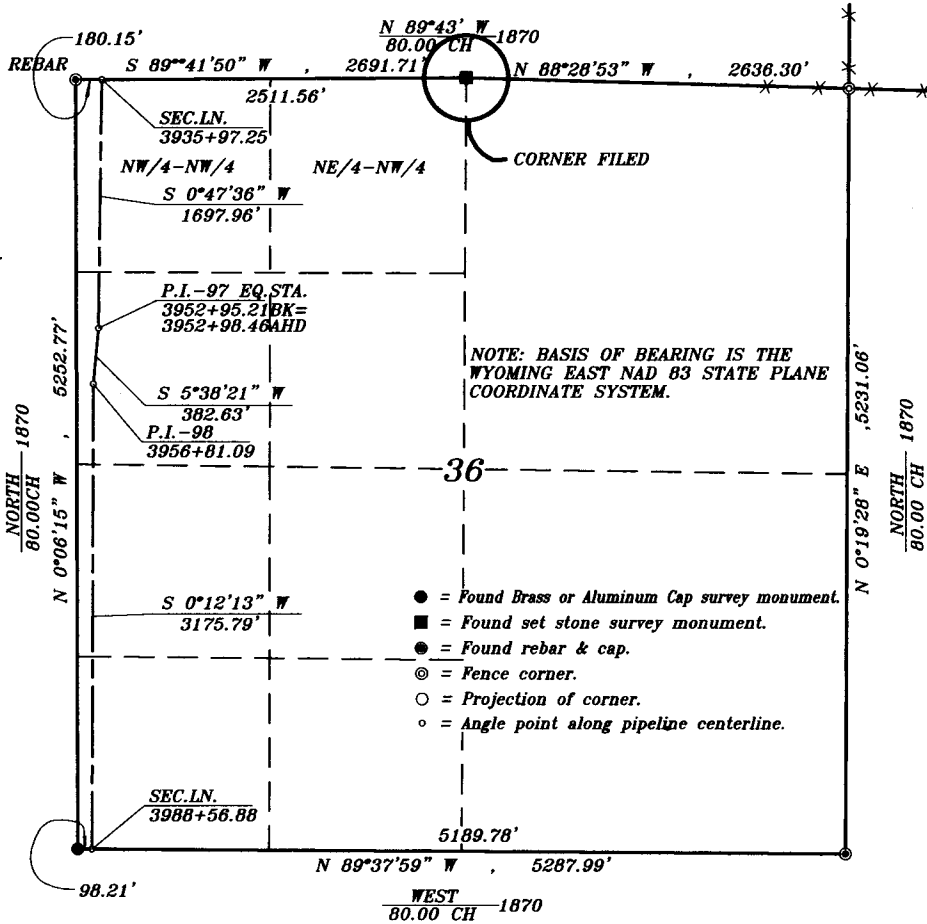 180.15'
N 89°43' W
80.00 CH
1870
REBAR
S 89°°41'50" W , 2691.71'
N 88°28'53" W , 2636.30'
2511.56'
SEC.LN.
3935+97.25
CORNER FILED
NW/4-NW/4
NE/4-NW/4
S 0°47'36" W
1697.96'
P.I.-97 EQ.STA.
3952+95.21BK=
3952+98.46AHD
NORTH
80.00CH
1870
N 0°06'15" W , 5252.77'
NOTE: BASIS OF BEARING IS THE
WYOMING EAST NAD 83 STATE PLANE
COORDINATE SYSTEM.
N 0°19'28" E ,5231.06'
NORTH
80.00 CH
1870
S 5°38'21" W
382.63'
P.I.-98
3956+81.09
36
S 0°12'13" W
3175.79'
= Found Brass or Aluminum Cap survey monument.
= Found set stone survey monument.
= Found rebar & cap.
= Fence corner.
= Projection of corner.
= Angle point along pipeline centerline.
SEC.LN.
3988+56.88
5189.78'
N 89°37'59" W , 5287.99'
98.21'
WEST
80.00 CH
1870